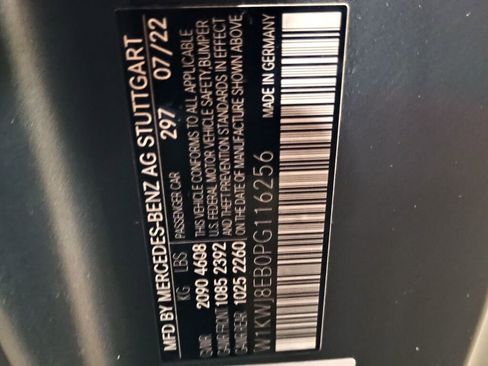 MFD BY MERCEDES-BENZ AG STUTTGART
PASSENGER CAR 297 07/22
KG LBS
GVWR 2090 4608
GAWR FRONT 1085 2392
GAWR REAR 1025 2260
THIS VEHICLE CONFORMS TO ALL APPLICABLE
U.S. FEDERAL MOTOR VEHICLE SAFETY, BUMPER
AND THEFT PREVENTION STANDARDS IN EFFECT
ON THE DATE OF MANUFACTURE SHOWN ABOVE.
W1KWJ8EB0PG116256
MADE IN GERMANY